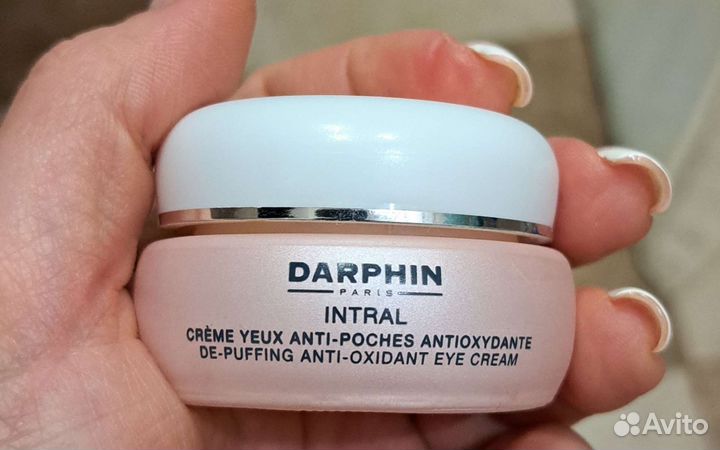 DARPHIN
PARIS
INTRAL
CRÈME YEUX ANTI-POCHES ANTIOXYDANTE
DE-PUFFING ANTI-OXIDANT EYE CREAM
Avito